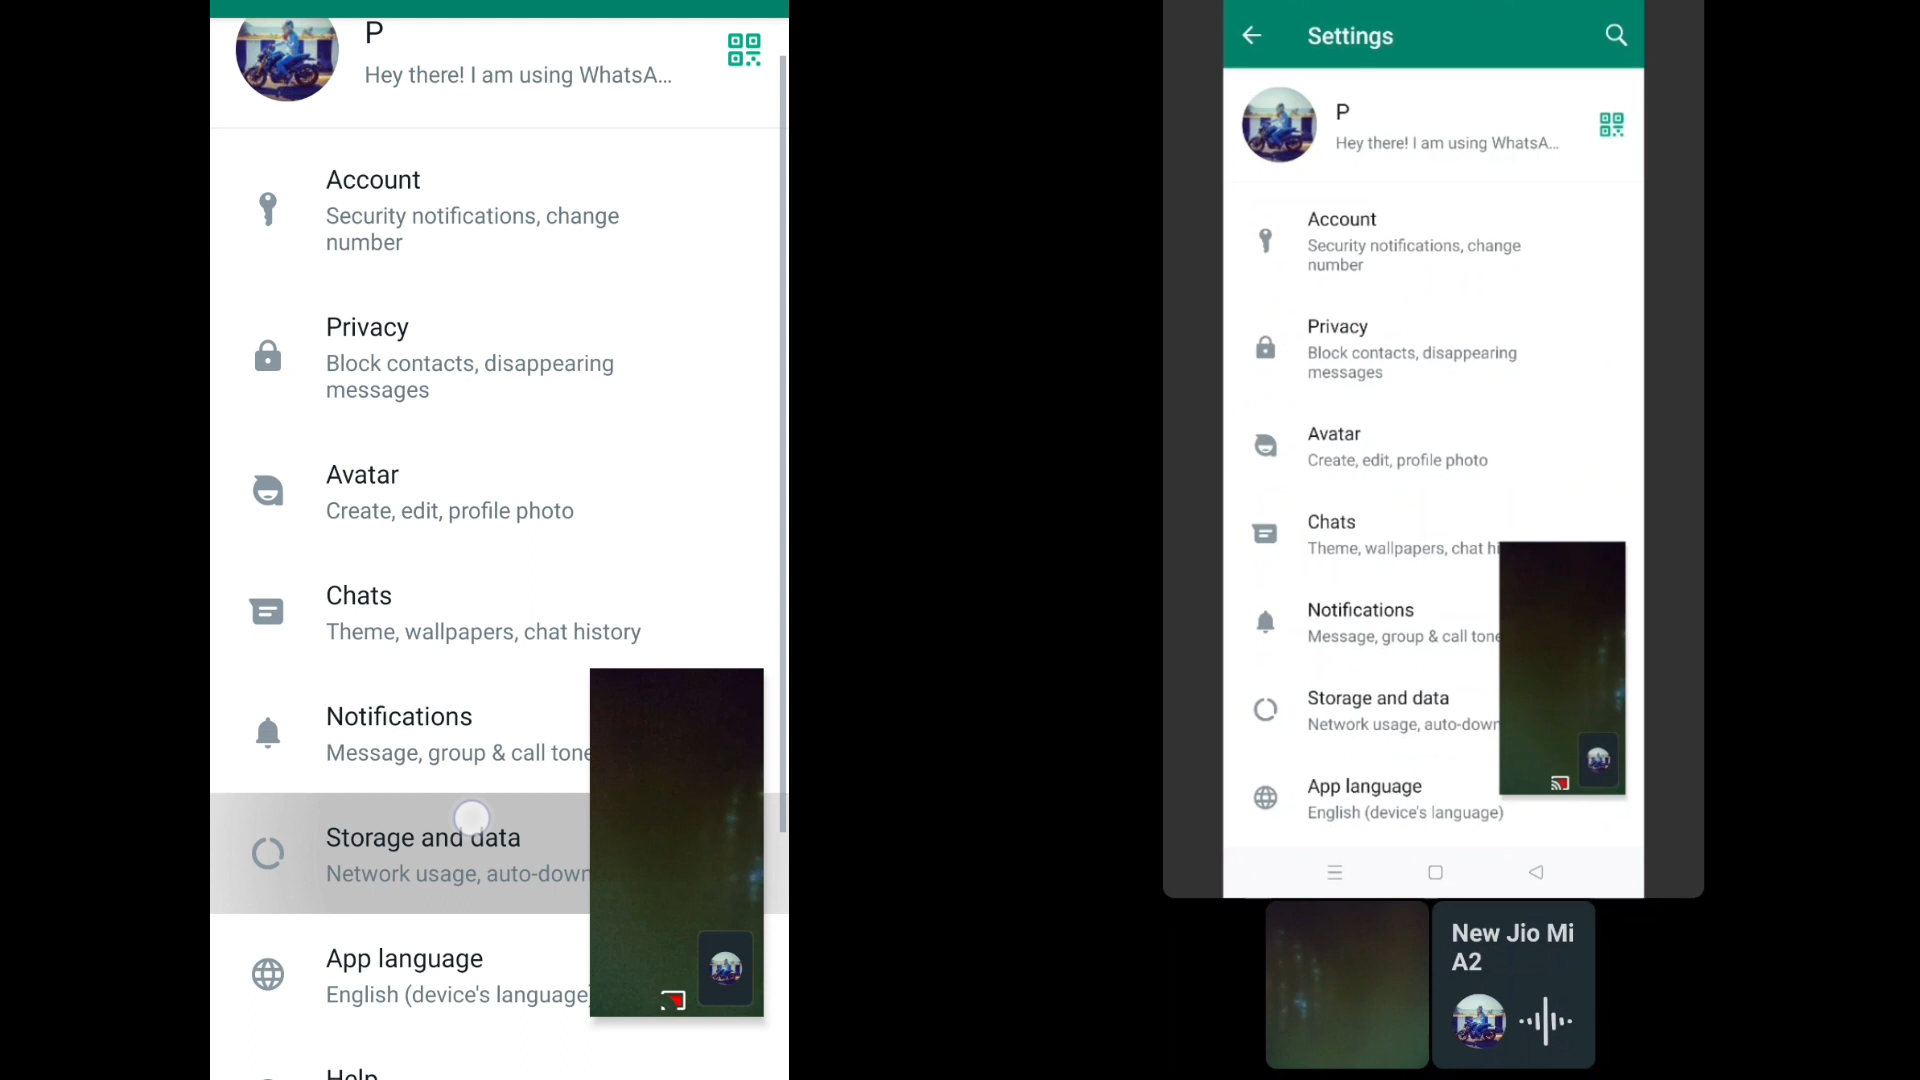 P
Hey there! I am using WhatsA...
Account
Security notifications, change
number
Privacy
Block contacts, disappearing
messages
Avatar
Create, edit, profile photo
Chats
Theme, wallpapers, chat history
Notifications
Message, group & call tone
Storage and data
Network usage, auto-down
App language
English (device's language)
Help
Settings
P
Hey there! I am using WhatsA...
Account
Security notifications, change
number
Privacy
Block contacts, disappearing
messages
Avatar
Create, edit, profile photo
Chats
Theme, wallpapers, chat hi
Notifications
Message, group & call tone
Storage and data
Network usage, auto-down
App language
English (device's language)
New Jio Mi
A2